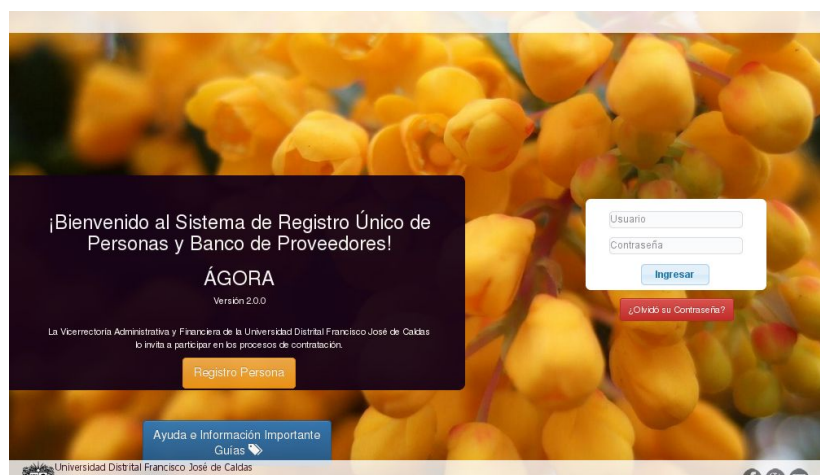 ¡Bienvenido al Sistema de Registro Único de
Personas y Banco de Proveedores!
ÁGORA
Versión 2.0.0
La Vicerrectoría Administrativa y Financiera de la Universidad Distrital Francisco José de Caldas
lo invita a participar en los procesos de contratación.
Registro Persona
Usuario
Contraseña
Ingresar
¿Olvidó su Contraseña?
Ayuda e Información Importante
Guías
Universidad Distrital Francisco José de Caldas